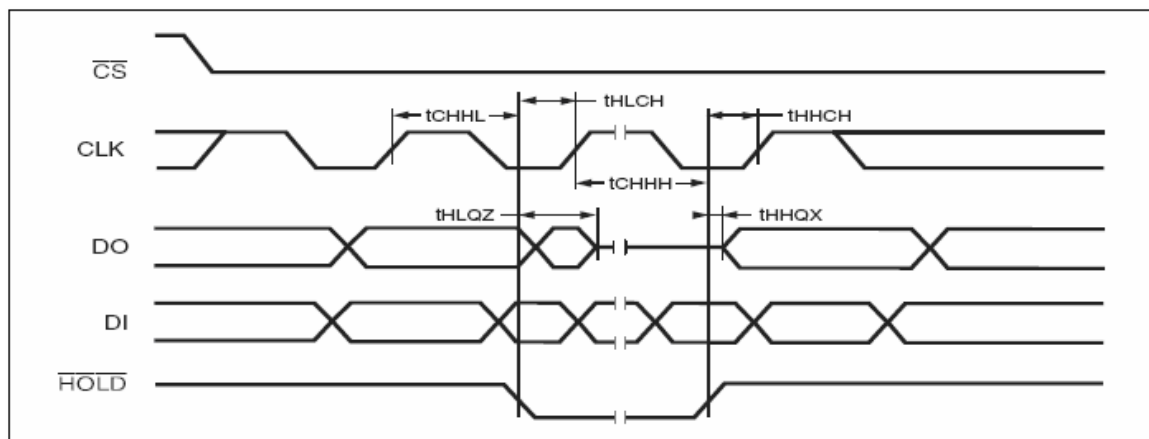 CS
tHLCH
tCHHL
tHHCH
CLK
tCHHH
tHLQZ
tHHQX
DO
DI
HOLD